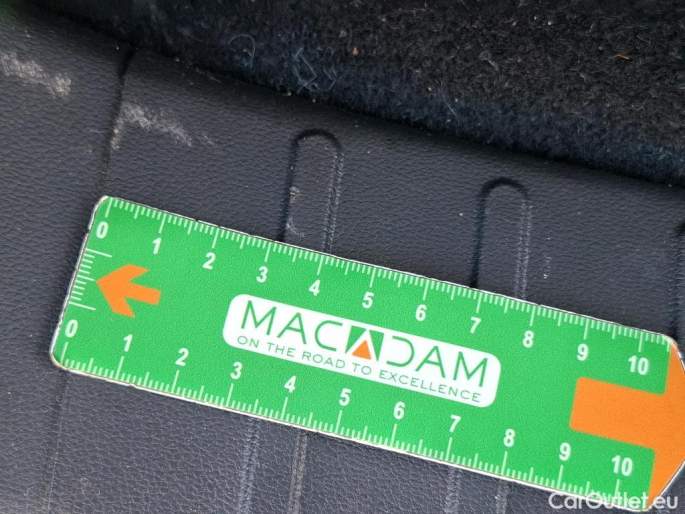 0 1 2 3 4 5 6 7 8 9 10
MACADAM
ON THE ROAD TO EXCELLENCE
0 1 2 3 4 5 6 7 8 9 10
CarOutlet.eu